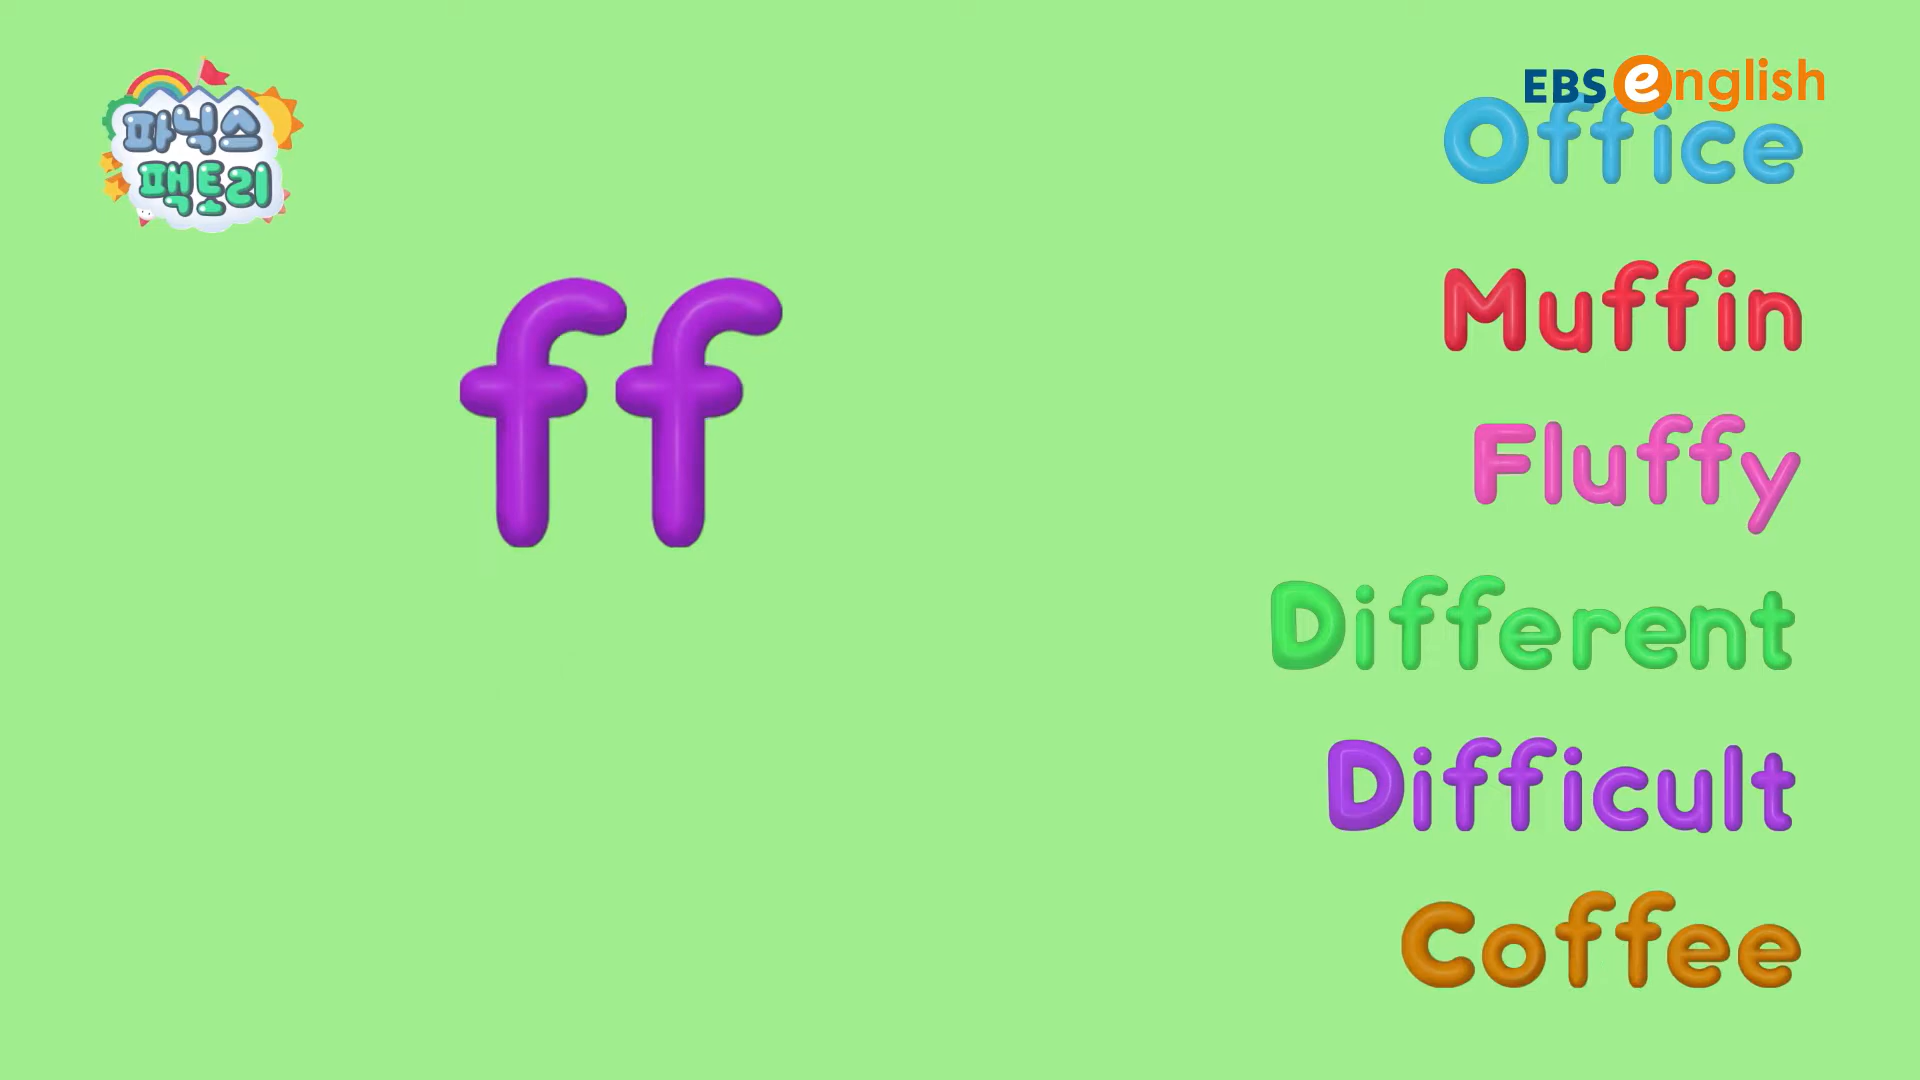 파닉스
팩토리
EBS english
ff
Office
Muffin
Fluffy
Different
Difficult
Coffee